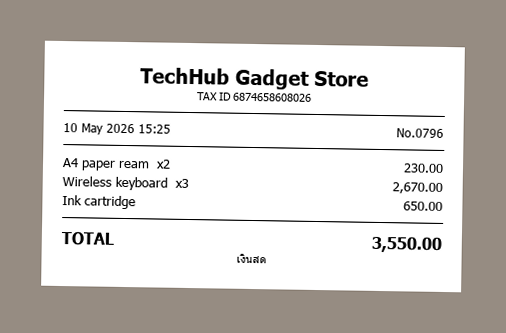 TechHub Gadget Store
TAX ID 6874658608026
10 May 2026 15:25 No.0796
A4 paper ream x2 230.00
Wireless keyboard x3 2,670.00
Ink cartridge 650.00
TOTAL 3,550.00
เงินสด